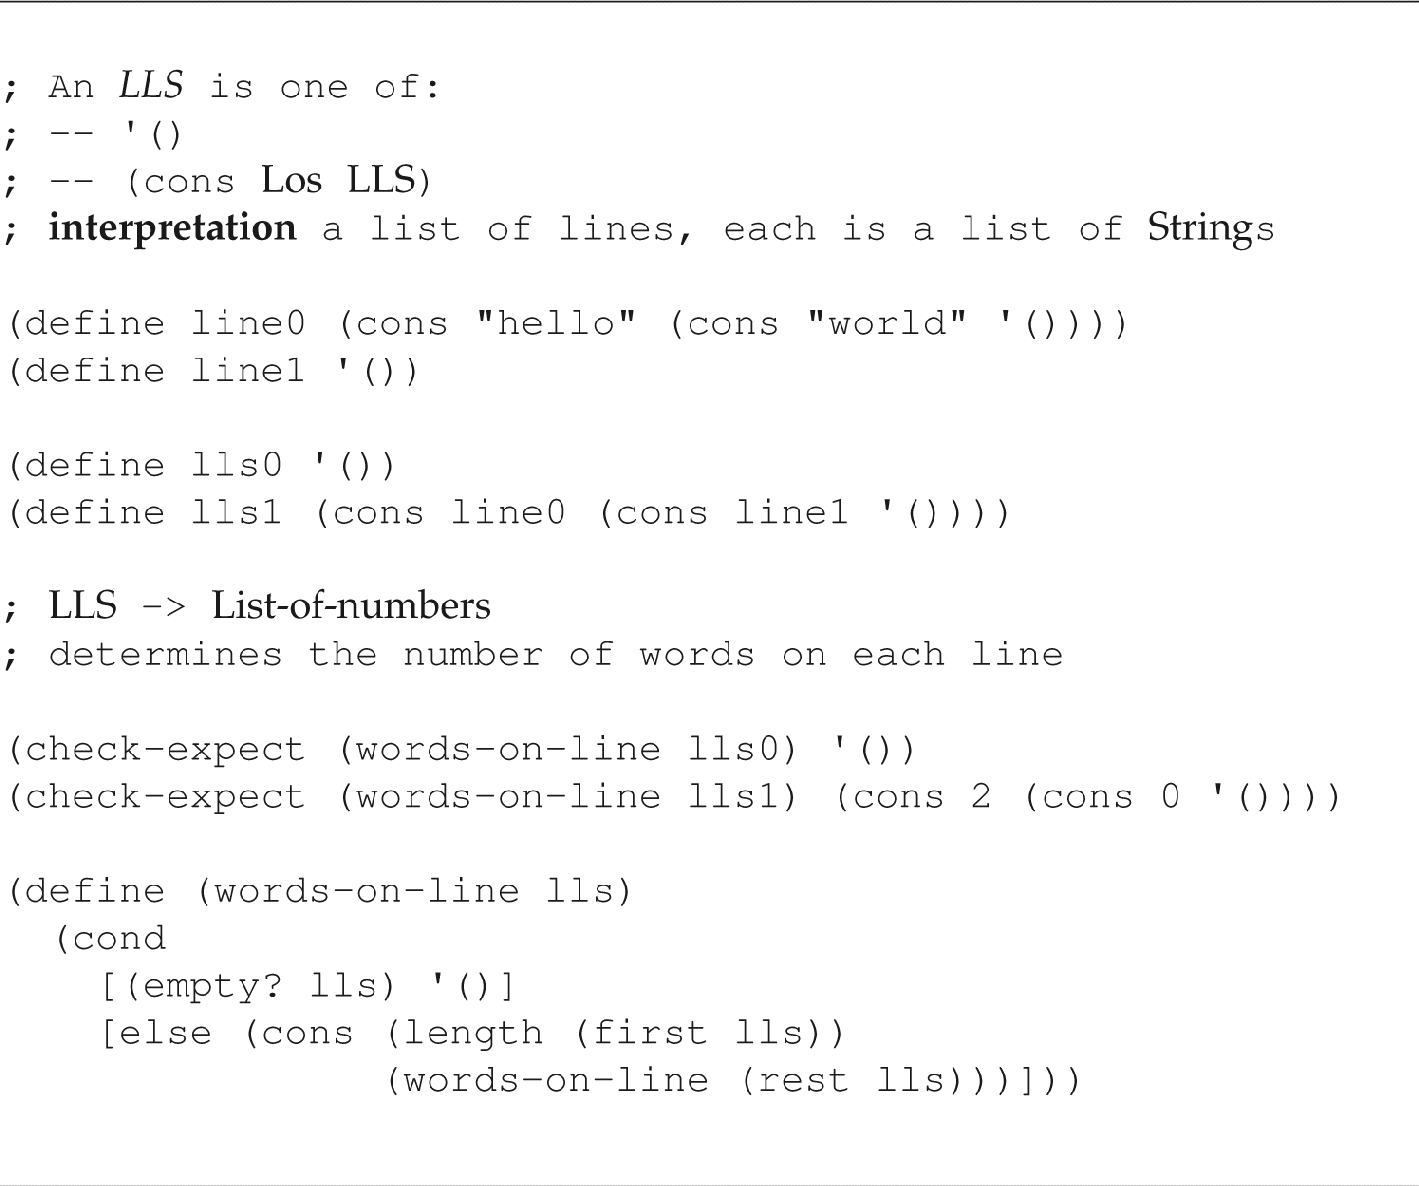 ; An LLS is one of:
; -- '()
; -- (cons Los LLS)
; interpretation a list of lines, each is a list of Strings
(define line0 (cons "hello" (cons "world" '())))
(define line1 '())
(define lls0 '())
(define lls1 (cons line0 (cons line1 '())))
; LLS -> List-of-numbers
; determines the number of words on each line
(check-expect (words-on-line lls0) '())
(check-expect (words-on-line lls1) (cons 2 (cons 0 '())))
(define (words-on-line lls)
  (cond
    [(empty? lls) '()]
    [else (cons (length (first lls))
                (words-on-line (rest lls)))]))